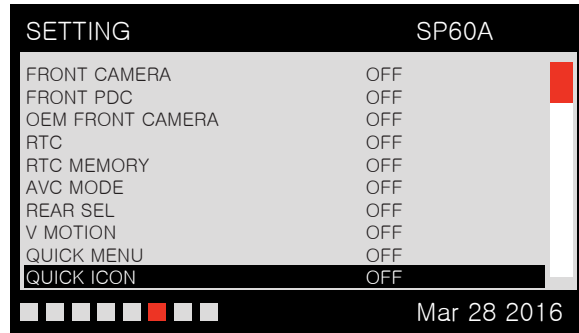 SETTING SP60A
FRONT CAMERA OFF
FRONT PDC OFF
OEM FRONT CAMERA OFF
RTC OFF
RTC MEMORY OFF
AVC MODE OFF
REAR SEL OFF
V MOTION OFF
QUICK MENU OFF
QUICK ICON OFF
Mar 28 2016